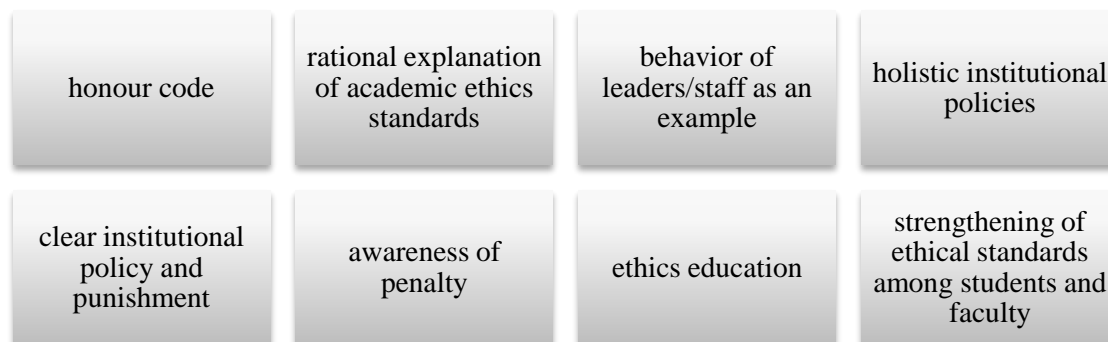 honour code
rational explanation
of academic ethics
standards
behavior of
leaders/staff as an
example
holistic institutional
policies
clear institutional
policy and
punishment
awareness of
penalty
ethics education
strengthening of
ethical standards
among students and
faculty